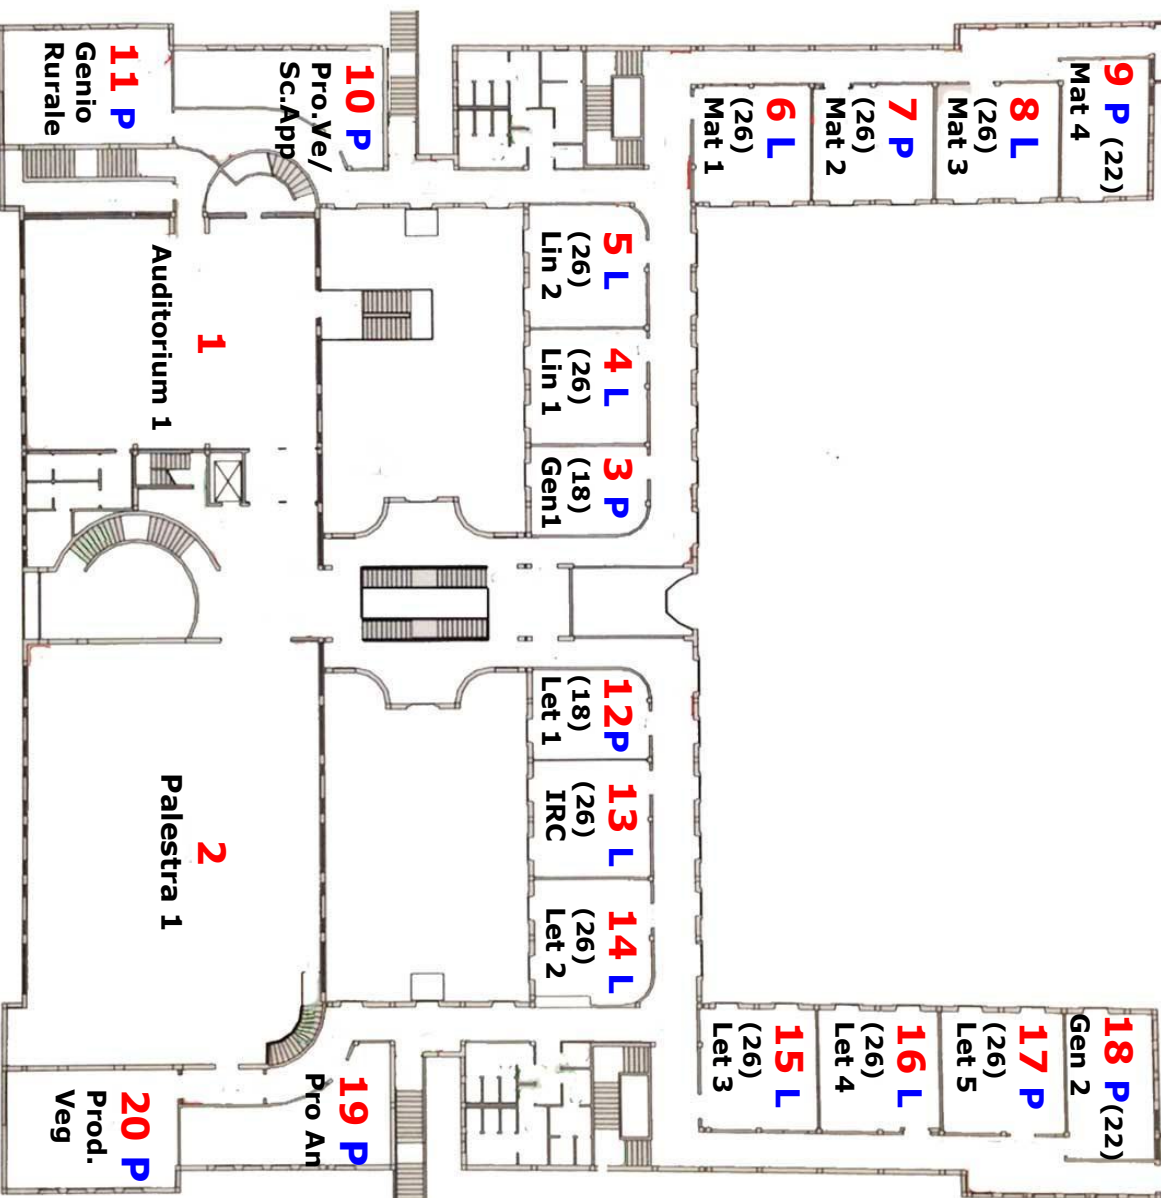 11 P
Genio
Rurale
10 P
Pro.Ve/
Sc.App
9 P (22)
Mat 4
8 L
(26)
Mat 3
7 P
(26)
Mat 2
6 L
(26)
Mat 1
5 L
(26)
Lin 2
4 L
(26)
Lin 1
3 P
(18)
Gen1
1
Auditorium 1
12P
(18)
Let 1
13 L
(26)
IRC
14 L
(26)
Let 2
2
Palestra 1
18 P(22)
Gen 2
17 P
(26)
Let 5
16 L
(26)
Let 4
15 L
(26)
Let 3
19 P
Pro An
20 P
Prod.
Veg